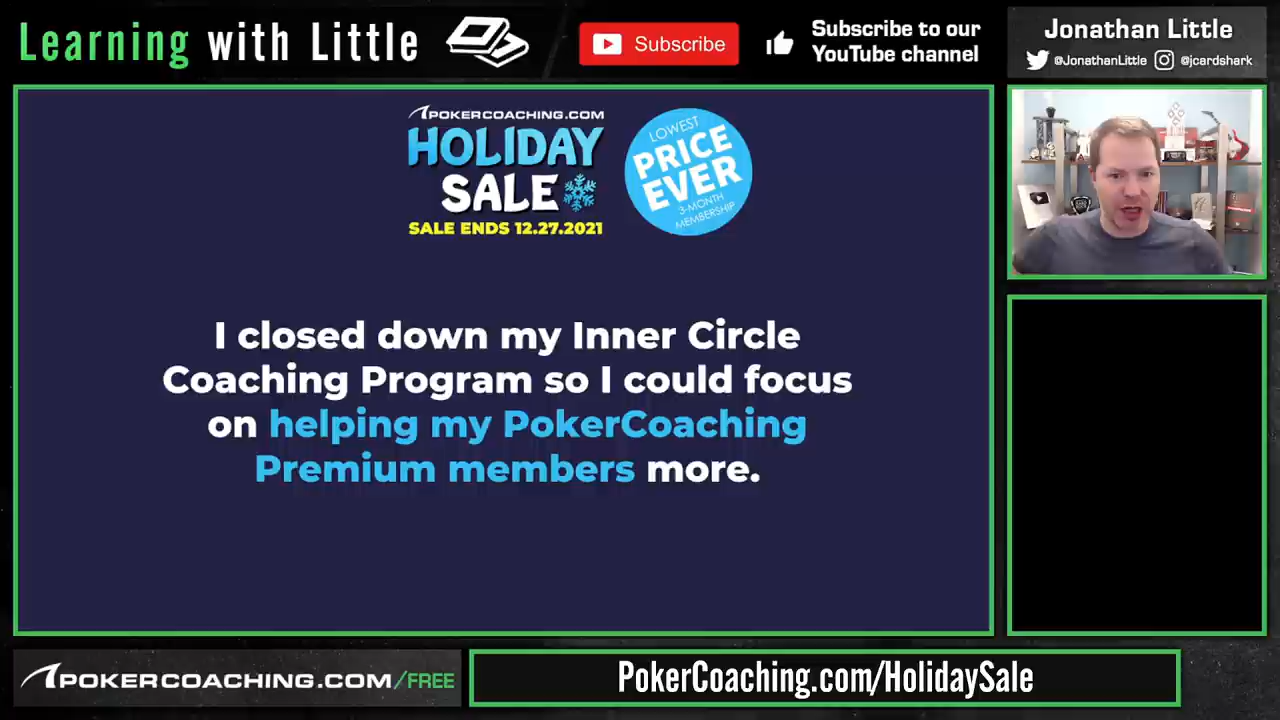 Learning with Little
Subscribe
Subscribe to our
YouTube channel
Jonathan Little
@JonathanLittle @jcardshark
POKERCOACHING.COM
HOLIDAY
SALE
SALE ENDS 12.27.2021
LOWEST
PRICE
EVER
3-MONTH
MEMBERSHIP
I closed down my Inner Circle
Coaching Program so I could focus
on helping my PokerCoaching
Premium members more.
POKERCOACHING.COM/FREE
PokerCoaching.com/HolidaySale